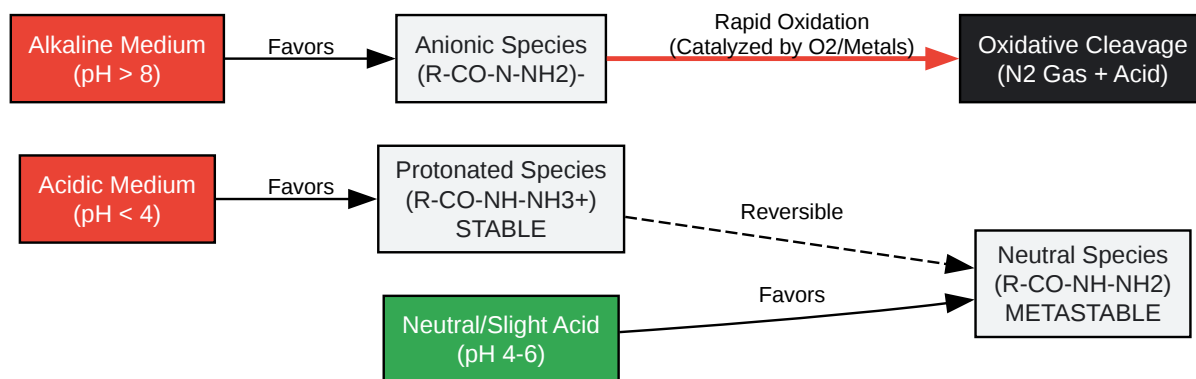 Alkaline Medium
(pH > 8)
Favors
Anionic Species
(R-CO-N-NH2)-
Rapid Oxidation
(Catalyzed by O2/Metals)
Oxidative Cleavage
(N2 Gas + Acid)
Acidic Medium
(pH < 4)
Favors
Protonated Species
(R-CO-NH-NH3+)
STABLE
Reversible
Neutral Species
(R-CO-NH-NH2)
METASTABLE
Neutral/Slight Acid
(pH 4-6)
Favors